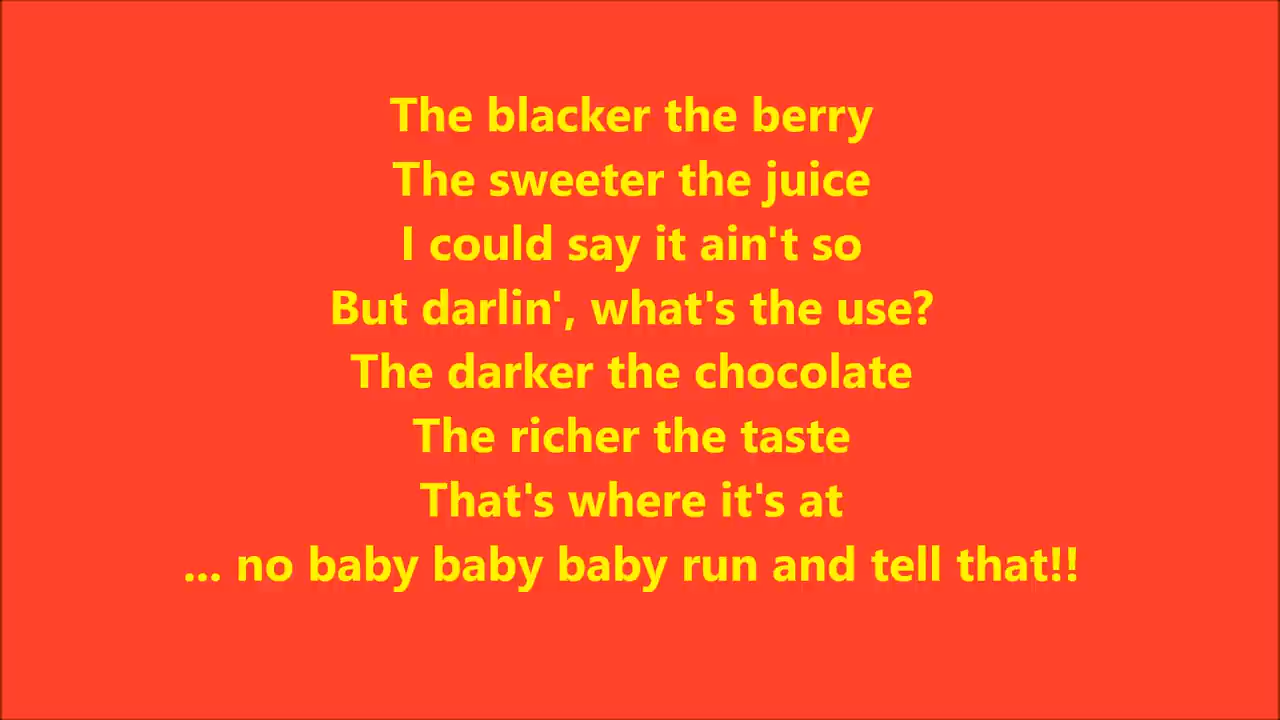 The blacker the berry
The sweeter the juice
I could say it ain't so
But darlin', what's the use?
The darker the chocolate
The richer the taste
That's where it's at
... no baby baby baby run and tell that!!